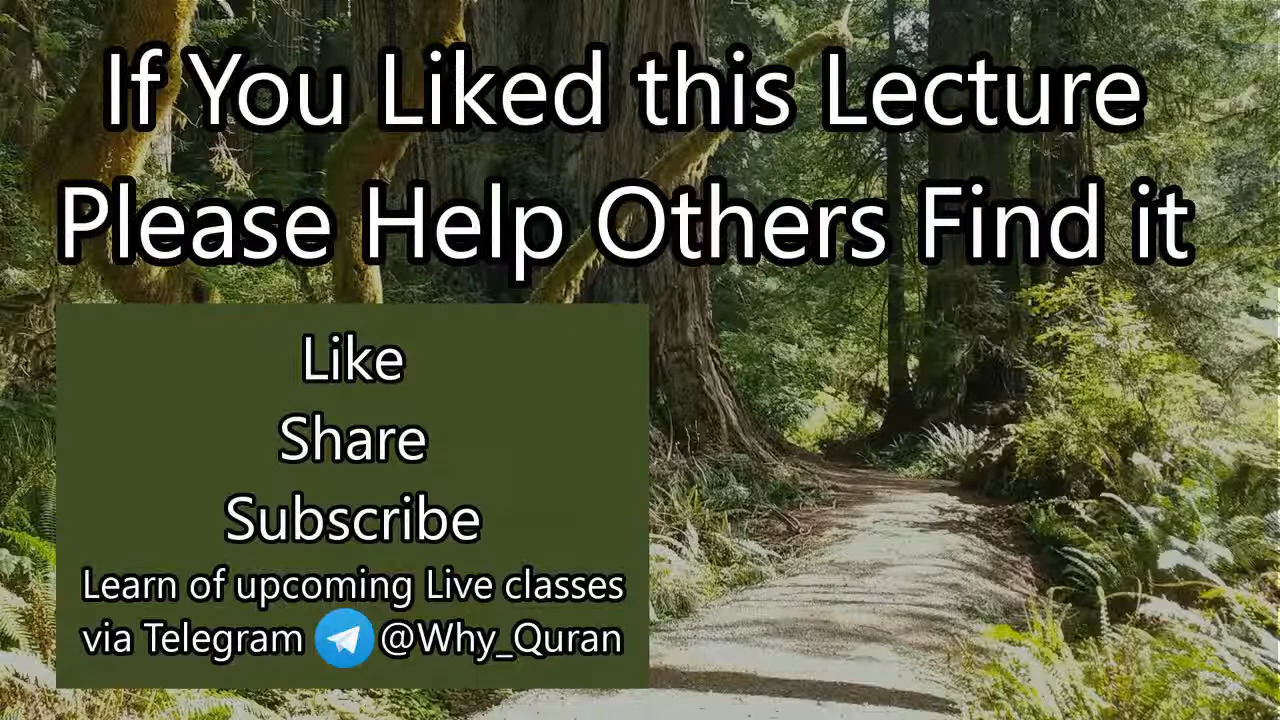 If You Liked this Lecture
Please Help Others Find it
Like
Share
Subscribe
Learn of upcoming Live classes
via Telegram @Why_Quran